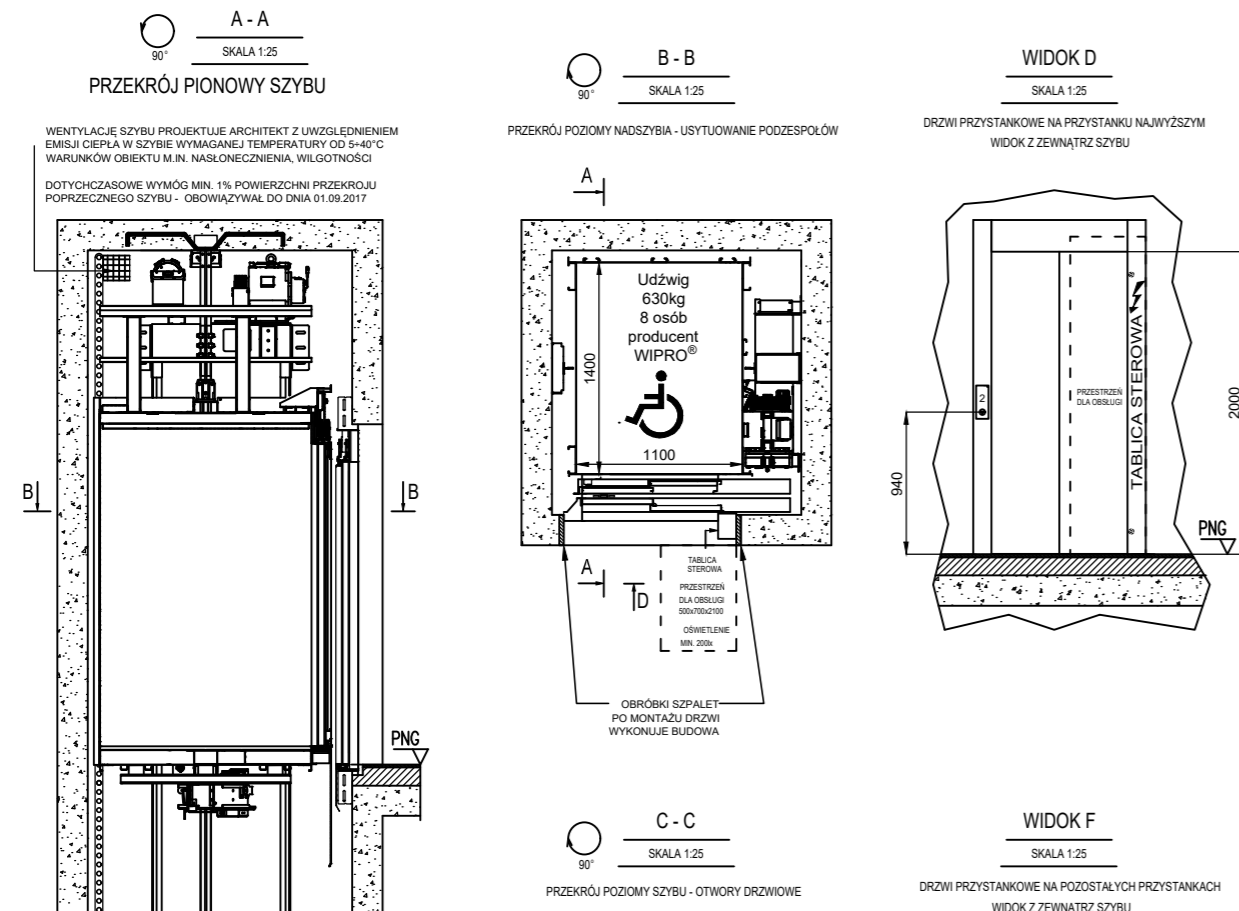 A - A
90°
SKALA 1:25
PRZEKRÓJ PIONOWY SZYBU
WENTYLACJĘ SZYBU PROJEKTUJE ARCHITEKT Z UWZGLĘDNIENIEM
EMISJI CIEPŁA W SZYBIE WYMAGANEJ TEMPERATURY OD 5÷40°C
WARUNKÓW OBIEKTU M.IN. NASŁONECZNIENIA, WILGOTNOŚCI
DOTYCHCZASOWE WYMÓG MIN. 1% POWIERZCHNI PRZEKROJU
POPRZECZNEGO SZYBU - OBOWIĄZYWAŁ DO DNIA 01.09.2017
B
B
PNG
B - B
90°
SKALA 1:25
PRZEKRÓJ POZIOMY NADSZYBIA - USYTUOWANIE PODZESPOŁÓW
A
Udźwig
630kg
8 osób
producent
WIPRO®
1400
1100
A
D
TABLICA
STEROWA
PRZESTRZEŃ
DLA OBSŁUGI
500x700x2100
OŚWIETLENIE
MIN. 200lx
OBRÓBKI SZPALET
PO MONTAŻU DRZWI
WYKONUJE BUDOWA
WIDOK D
SKALA 1:25
DRZWI PRZYSTANKOWE NA PRZYSTANKU NAJWYŻSZYM
WIDOK Z ZEWNĄTRZ SZYBU
2
PRZESTRZEŃ
DLA OBSŁUGI
TABLICA STEROWA
940
2000
PNG
C - C
90°
SKALA 1:25
PRZEKRÓJ POZIOMY SZYBU - OTWORY DRZWIOWE
WIDOK F
SKALA 1:25
DRZWI PRZYSTANKOWE NA POZOSTAŁYCH PRZYSTANKACH
WIDOK Z ZEWNĄTRZ SZYBU